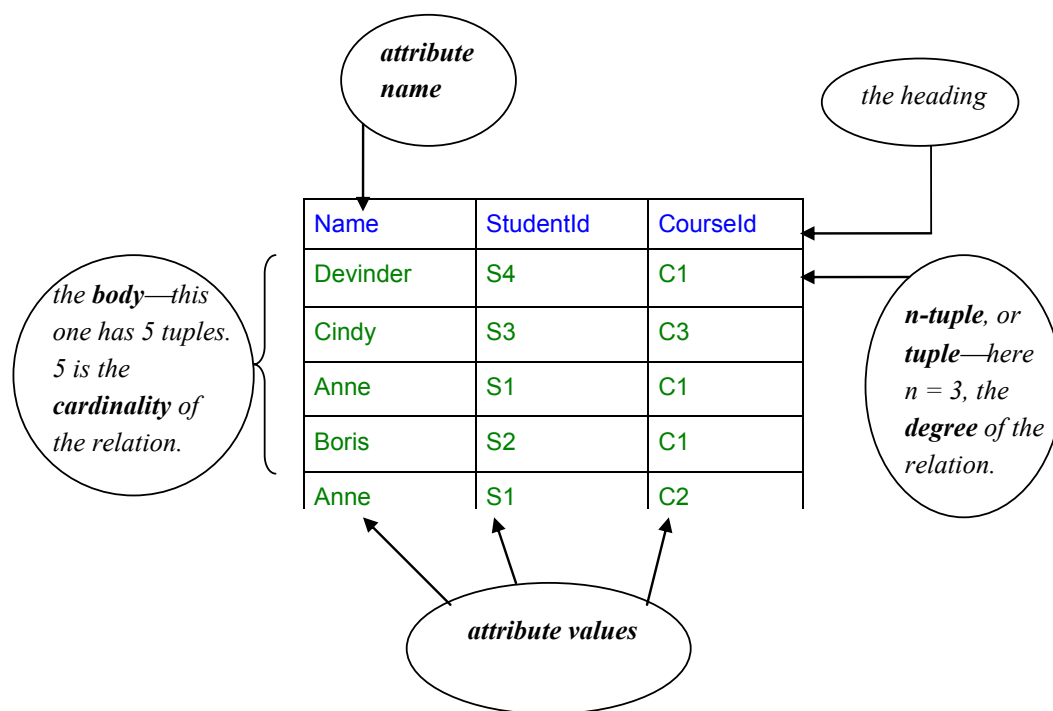 attribute
name
the heading
Name StudentId CourseId
Devinder S4 C1
Cindy S3 C3
Anne S1 C1
Boris S2 C1
Anne S1 C2
the body—this
one has 5 tuples.
5 is the
cardinality of
the relation.
n-tuple, or
tuple—here
n = 3, the
degree of the
relation.
attribute values